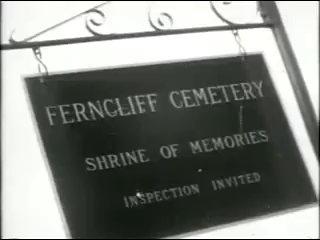 FERNCLIFF CEMETERY
SHRINE OF MEMORIES
INSPECTION INVITED